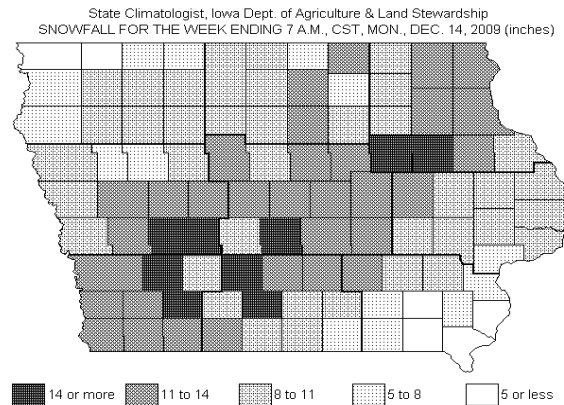 State Climatologist, Iowa Dept. of Agriculture & Land Stewardship
SNOWFALL FOR THE WEEK ENDING 7 A.M., CST, MON., DEC. 14, 2009 (inches)
14 or more 11 to 14 8 to 11 5 to 8 5 or less